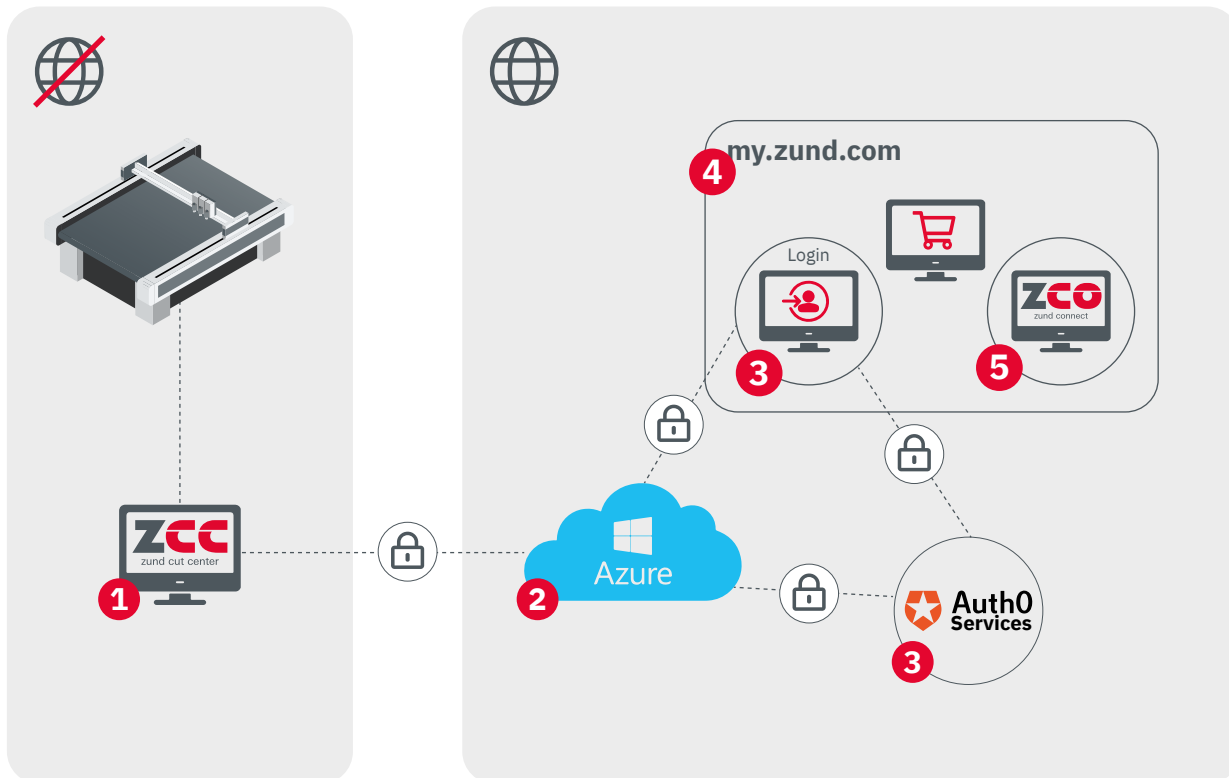 my.zund.com
4
Login
ZCO
zund connect
3
5
ZCC
zund cut center
1
Azure
2
Auth0
Services
3